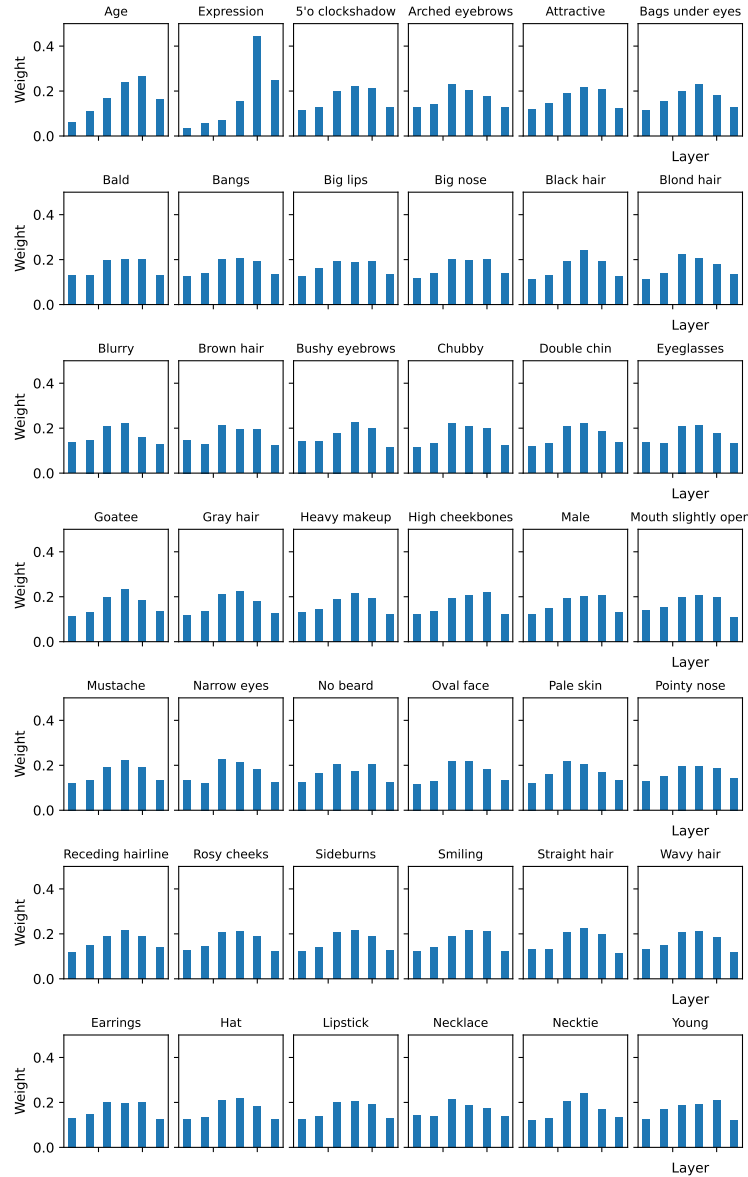 Age Expression 5'o clockshadow Arched eyebrows Attractive Bags under eyes
0.4
0.2
0.0
Weight
Layer
Bald Bangs Big lips Big nose Black hair Blond hair
0.4
0.2
0.0
Weight
Layer
Blurry Brown hair Bushy eyebrows Chubby Double chin Eyeglasses
0.4
0.2
0.0
Weight
Layer
Goatee Gray hair Heavy makeup High cheekbones Male Mouth slightly oper
0.4
0.2
0.0
Weight
Layer
Mustache Narrow eyes No beard Oval face Pale skin Pointy nose
0.4
0.2
0.0
Weight
Layer
Receding hairline Rosy cheeks Sideburns Smiling Straight hair Wavy hair
0.4
0.2
0.0
Weight
Layer
Earrings Hat Lipstick Necklace Necktie Young
0.4
0.2
0.0
Weight
Layer